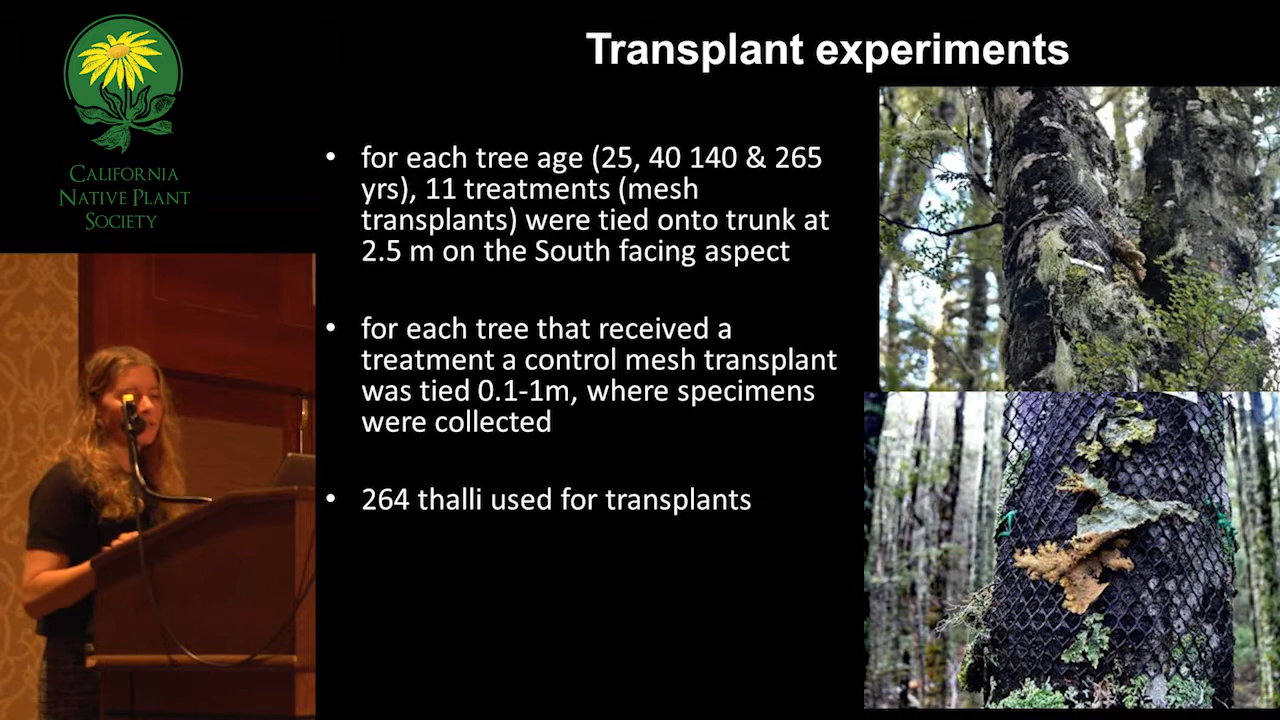 Transplant experiments
CALIFORNIA
NATIVE PLANT
SOCIETY
• for each tree age (25, 40 140 & 265
yrs), 11 treatments (mesh
transplants) were tied onto trunk at
2.5 m on the South facing aspect
• for each tree that received a
treatment a control mesh transplant
was tied 0.1-1m, where specimens
were collected
• 264 thalli used for transplants